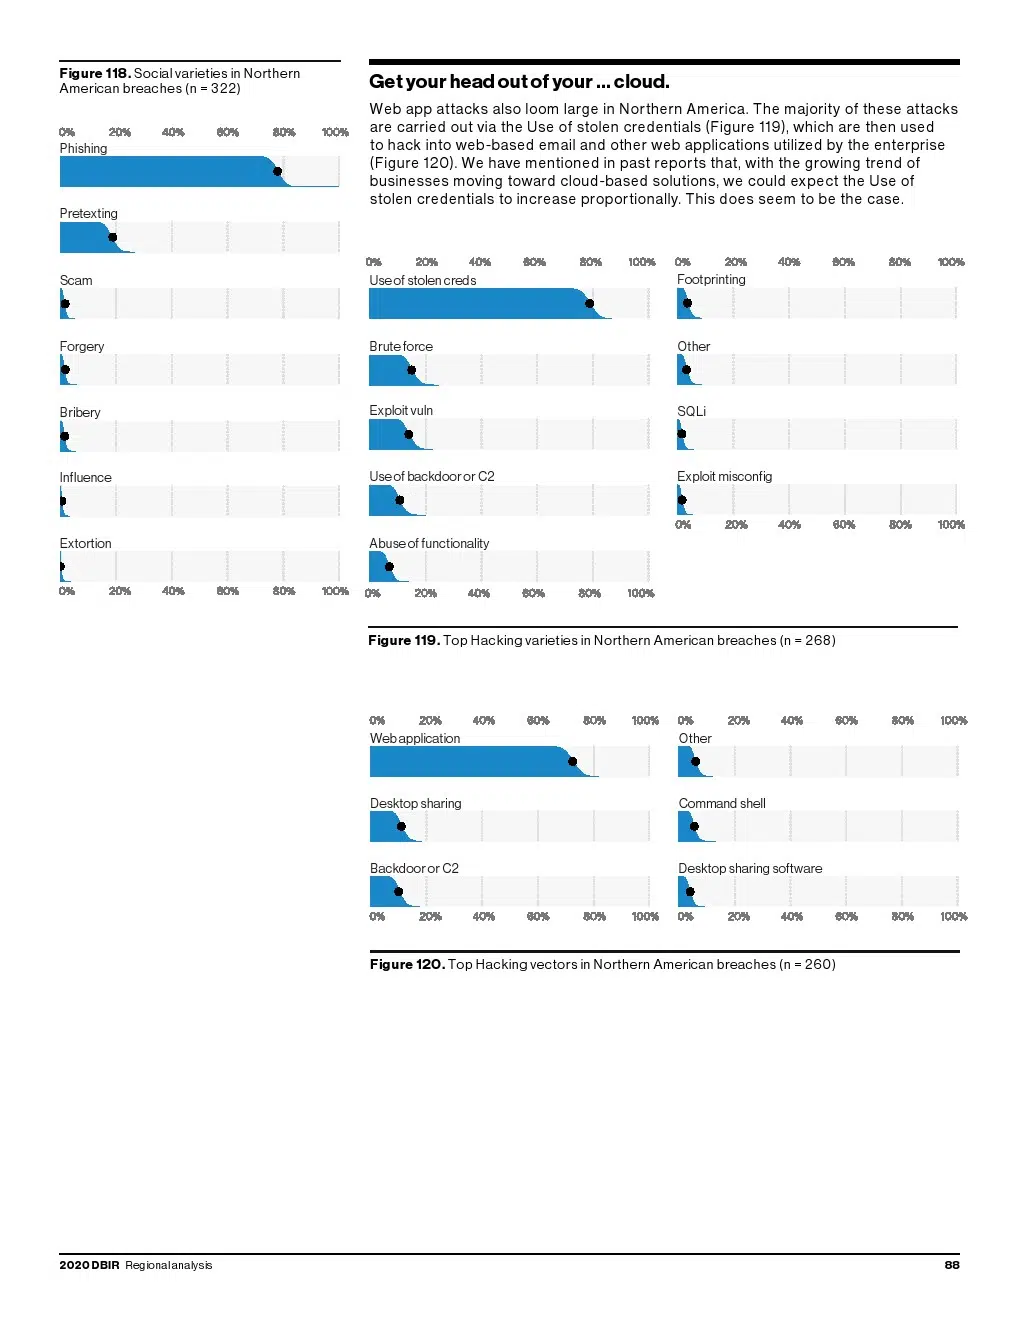 Figure 118. Social varieties in Northern
American breaches (n = 322)
0% 20% 40% 60% 80% 100%
Phishing
Pretexting
Scam
Forgery
Bribery
Influence
Extortion
0% 20% 40% 60% 80% 100%
Get your head out of your ... cloud.
Web app attacks also loom large in Northern America. The majority of these attacks
are carried out via the Use of stolen credentials (Figure 119), which are then used
to hack into web-based email and other web applications utilized by the enterprise
(Figure 120). We have mentioned in past reports that, with the growing trend of
businesses moving toward cloud-based solutions, we could expect the Use of
stolen credentials to increase proportionally. This does seem to be the case.
0% 20% 40% 60% 80% 100%
Use of stolen creds
Brute force
Exploit vuln
Use of backdoor or C2
Abuse of functionality
0% 20% 40% 60% 80% 100%
0% 20% 40% 60% 80% 100%
Footprinting
Other
SQLi
Exploit misconfig
0% 20% 40% 60% 80% 100%
Figure 119. Top Hacking varieties in Northern American breaches (n = 268)
0% 20% 40% 60% 80% 100%
Web application
Desktop sharing
Backdoor or C2
0% 20% 40% 60% 80% 100%
0% 20% 40% 60% 80% 100%
Other
Command shell
Desktop sharing software
0% 20% 40% 60% 80% 100%
Figure 120. Top Hacking vectors in Northern American breaches (n = 260)
2020 DBIR Regional analysis
88